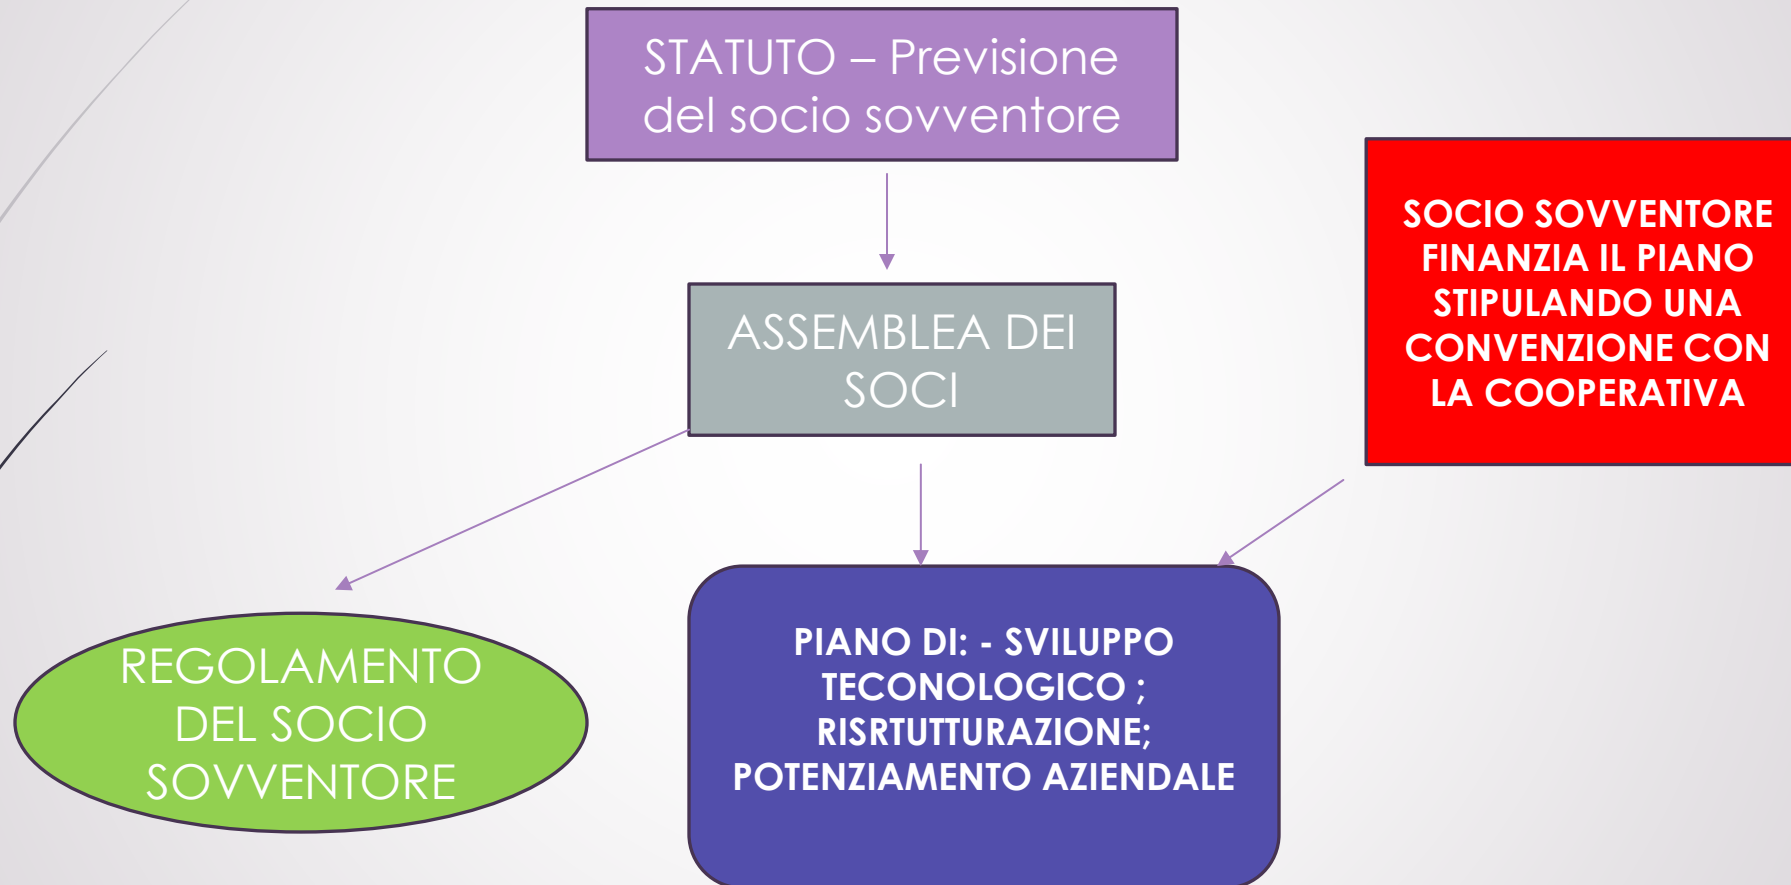 STATUTO – Previsione
del socio sovventore
SOCIO SOVVENTORE
FINANZIA IL PIANO
STIPULANDO UNA
CONVENZIONE CON
LA COOPERATIVA
ASSEMBLEA DEI
SOCI
REGOLAMENTO
DEL SOCIO
SOVVENTORE
PIANO DI: - SVILUPPO
TECONOLOGICO ;
RISRTUTTURAZIONE;
POTENZIAMENTO AZIENDALE